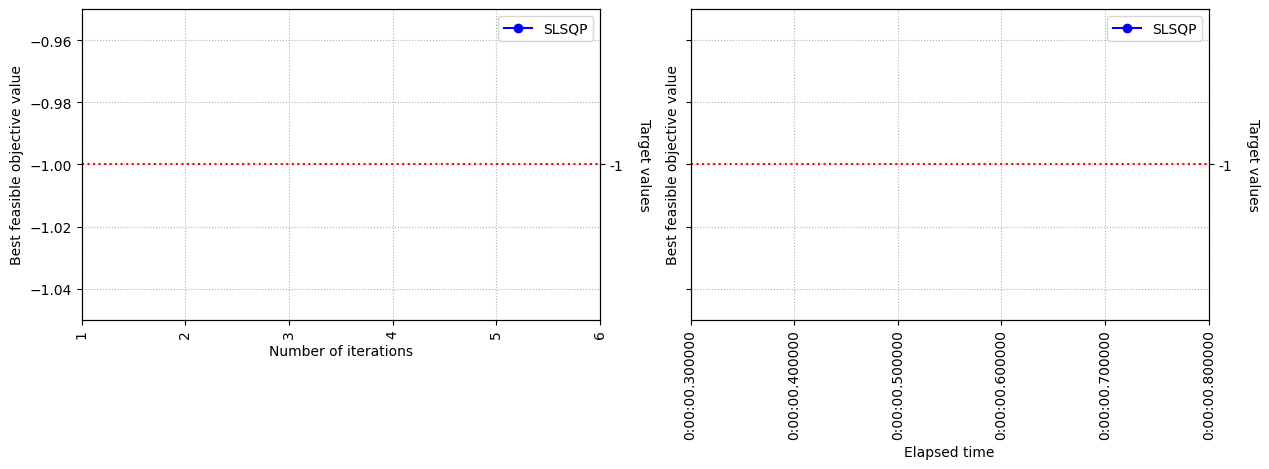 Best feasible objective value
−0.96
−0.98
−1.00
−1.02
−1.04
SLSQP
-1
Target values
1 2 3 4 5 6
Number of iterations
Best feasible objective value
SLSQP
-1
Target values
0:00:00.300000
0:00:00.400000
0:00:00.500000
0:00:00.600000
0:00:00.700000
0:00:00.800000
Elapsed time